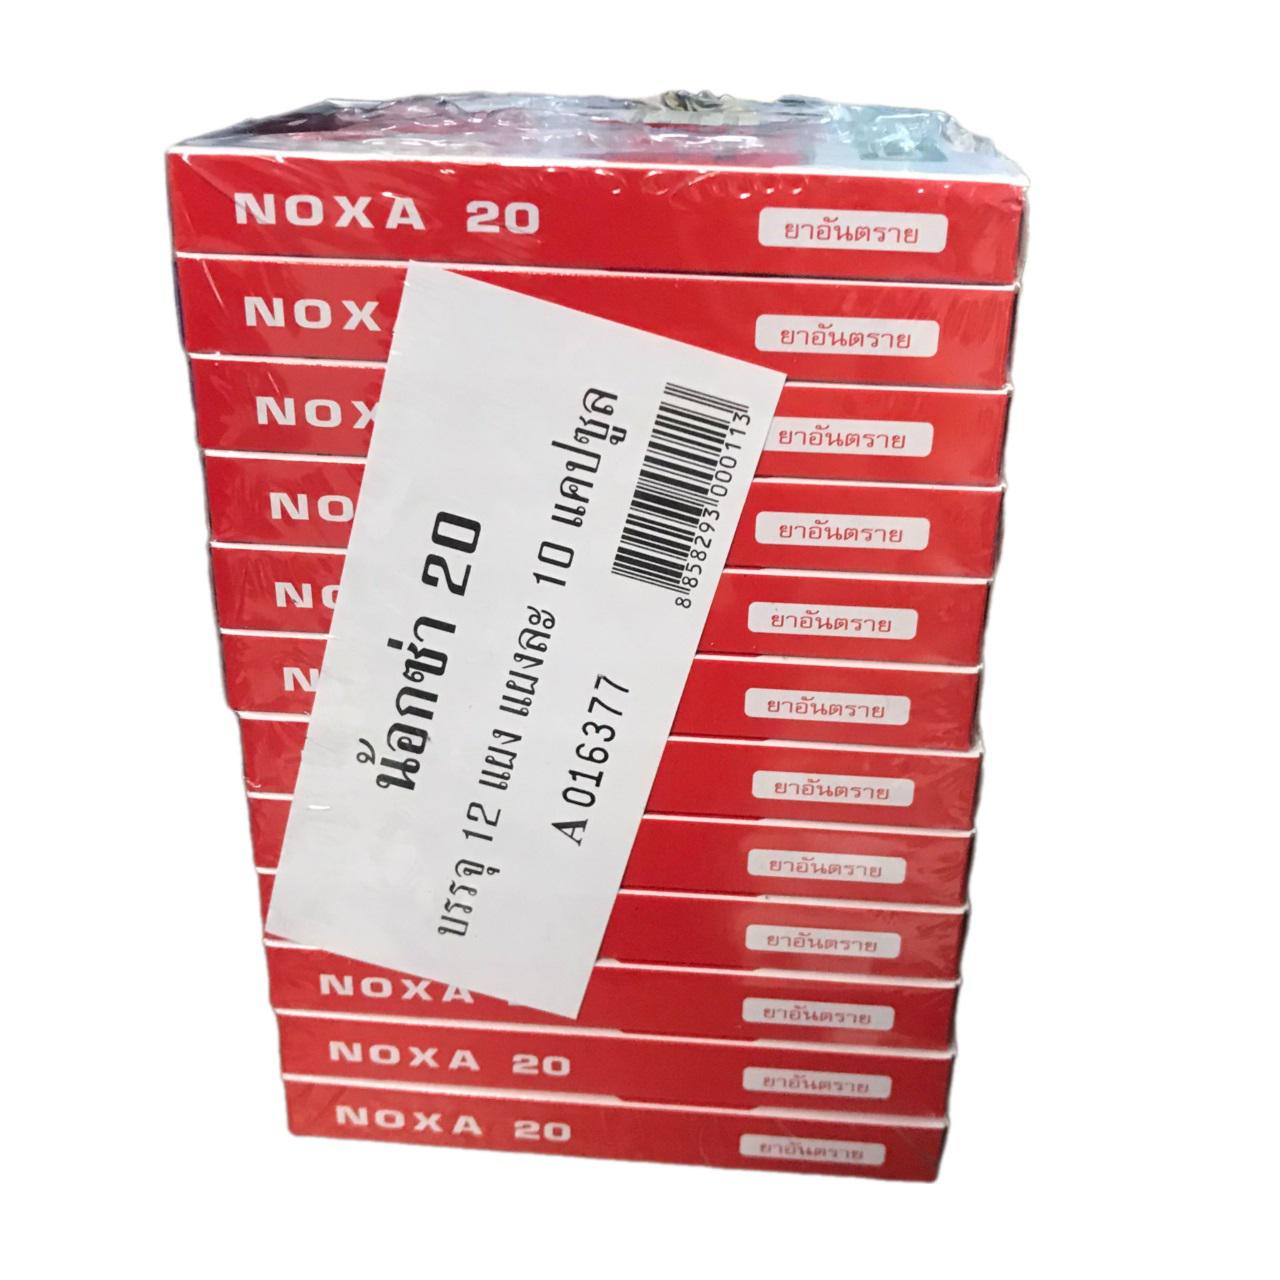 NOXA 20
ยาอันตราย
NOX
ยาอันตราย
NOX
ยาอันตราย
NO
ยาอันตราย
NO
ยาอันตราย
N
ยาอันตราย
ยาอันตราย
ยาอันตราย
ยาอันตราย
NOXA
ยาอันตราย
NOXA 20
ยาอันตราย
NOXA 20
ยาอันตราย
น้อกซ่า 20
บรรจุ 12 แผง แผงละ 10 แคปซูล
A 016377
8 858293 000113